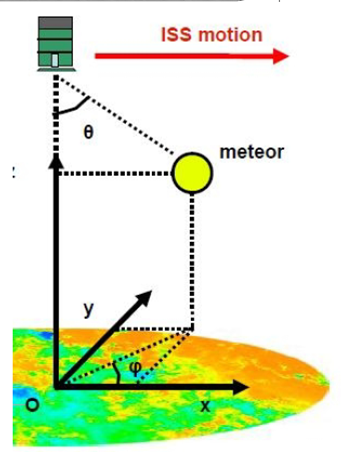 ISS motion
θ
meteor
y
φ
O
x